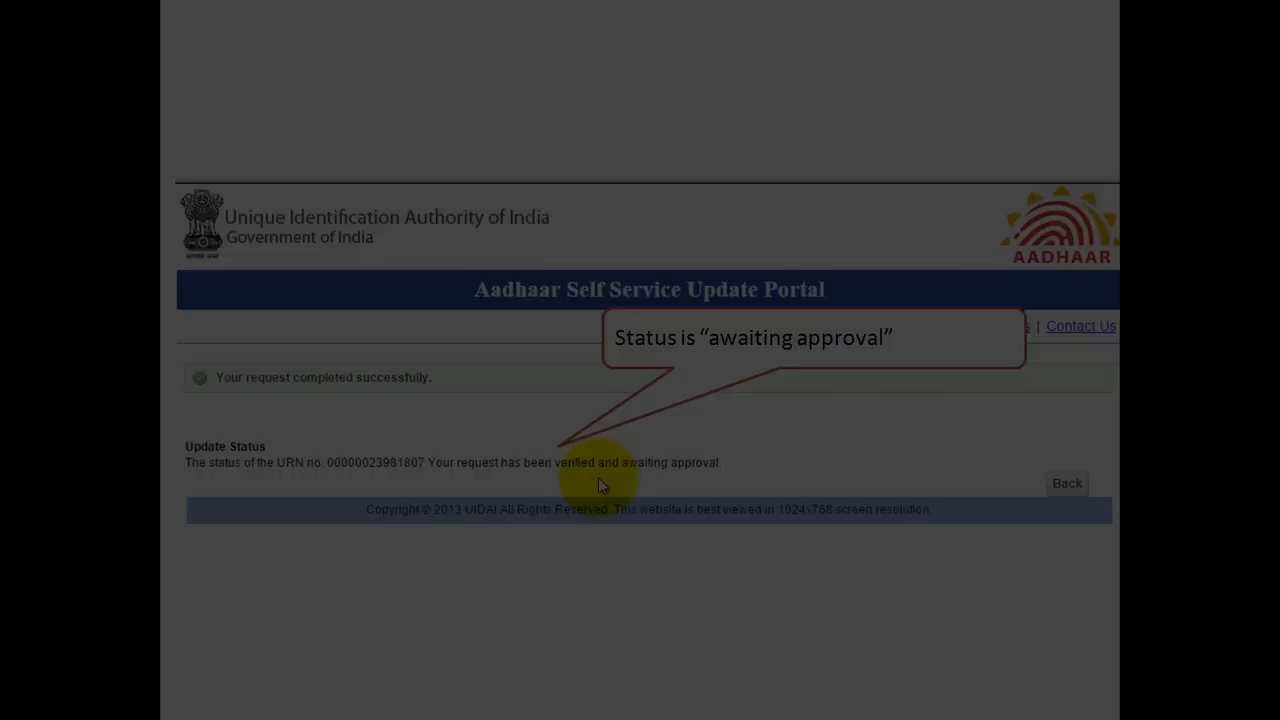 Unique Identification Authority of India
Government of India
AADHAAR
Aadhaar Self Service Update Portal
| Contact Us
Status is “awaiting approval”
Your request completed successfully.
Update Status
The status of the URN no. 00000023981807 Your request has been verified and awaiting approval.
Back
Copyright © 2013 UIDAI All Rights Reserved. This website is best viewed in 1024x768 screen resolution